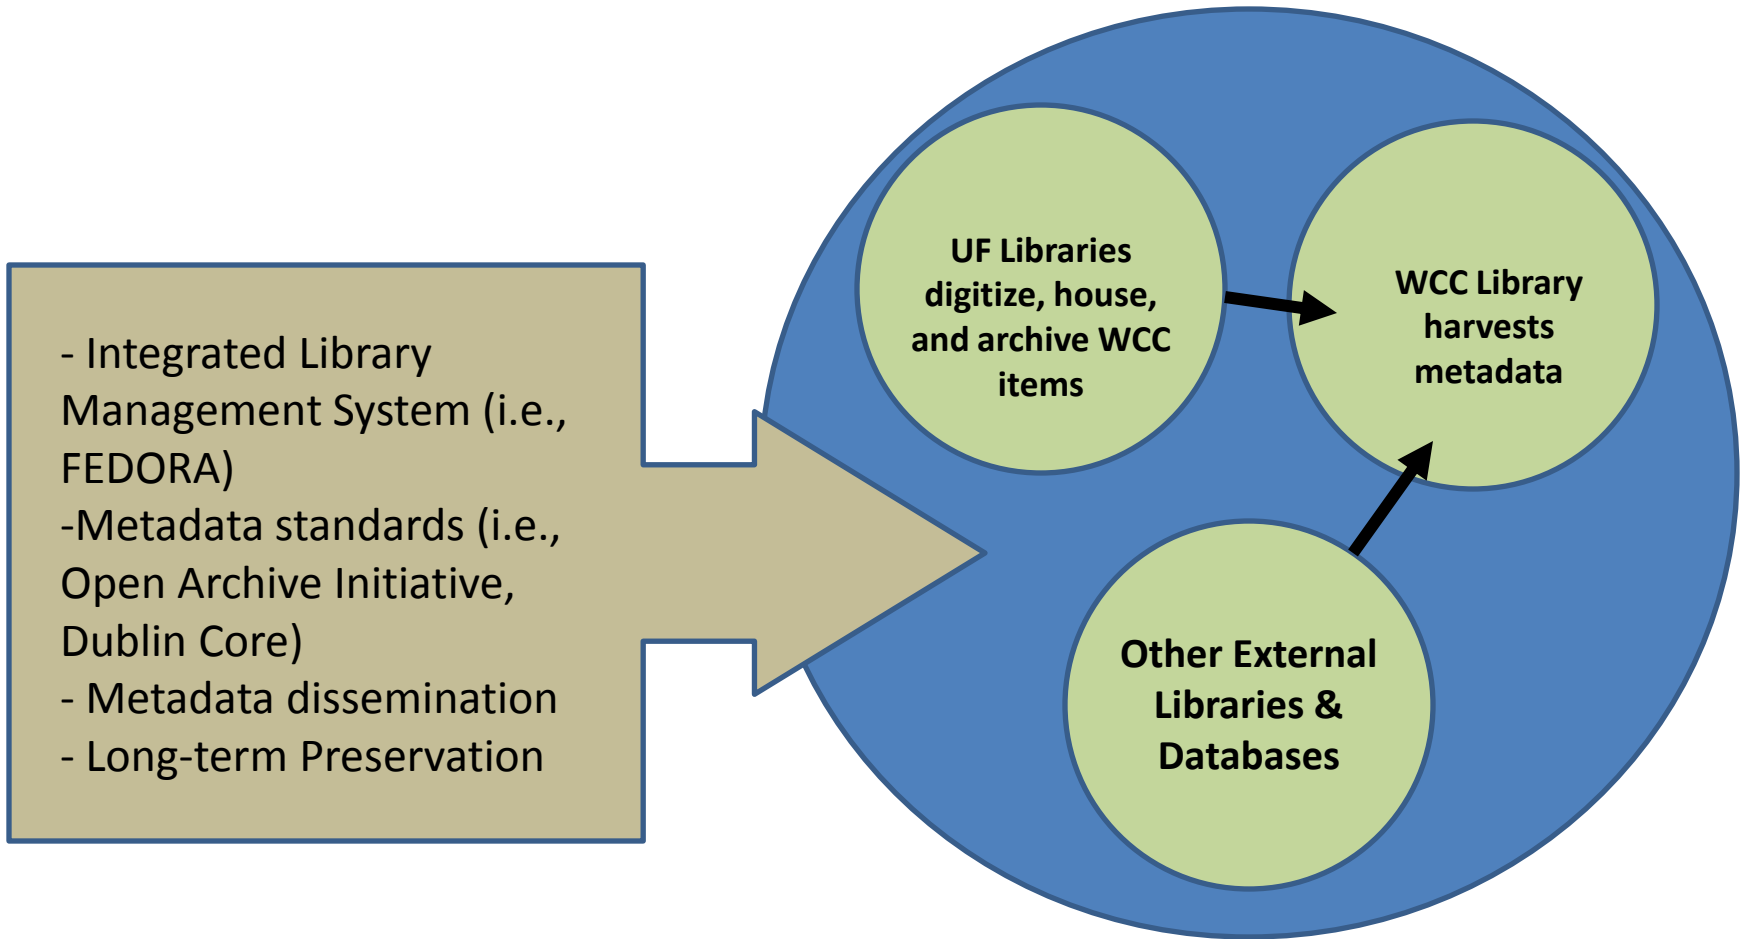 - Integrated Library
Management System (i.e.,
FEDORA)
-Metadata standards (i.e.,
Open Archive Initiative,
Dublin Core)
- Metadata dissemination
- Long-term Preservation
UF Libraries
digitize, house,
and archive WCC
items
WCC Library
harvests
metadata
Other External
Libraries &
Databases